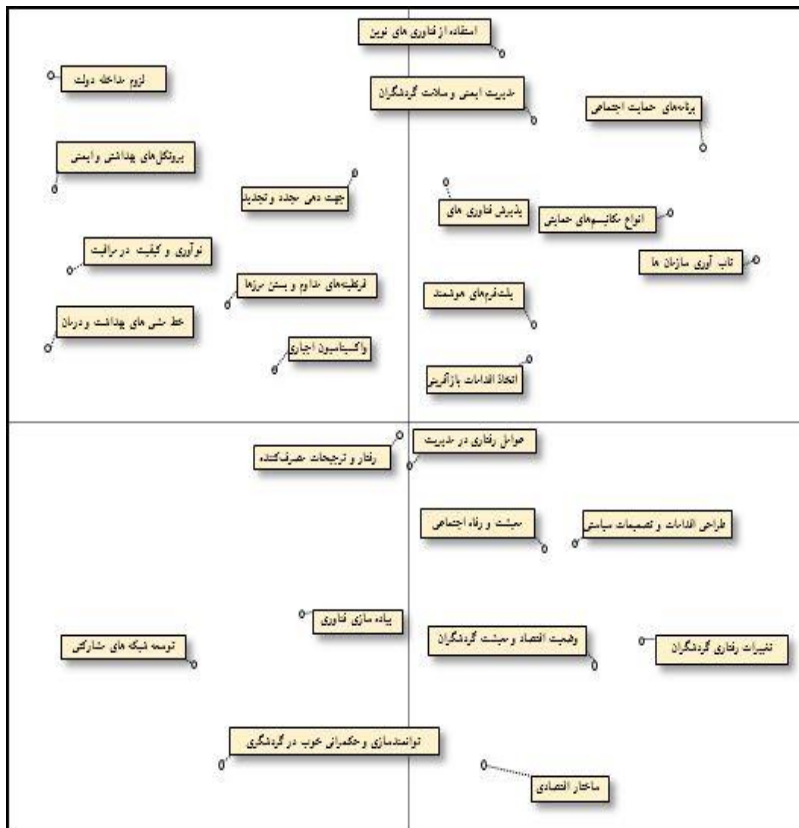 استفاده از فناوری های نوین
لزوم مداخله دولت
مدیریت ایمنی و سلامت گردشگران
برنامه‌های حمایت اجتماعی
پروتکل‌های بهداشتی و ایمنی
جهت دهی مجدد و تجدید
پذیرش فناوری های
انواع مکانیسم‌های حمایتی
نوآوری و کیفیت در مراقبت
تاب آوری سازمان ها
قرنطینه‌های مداوم و بستن مرزها
پلت‌فرم‌های هوشمند
خط مشی های بهداشت و درمان
واکسیناسیون اجباری
اتخاذ اقدامات بازآفرینی
عوامل رفتاری در مدیریت
رفتار و ترجیحات مصرف‌کننده
معیشت و رفاه اجتماعی
طراحی اقدامات و تصمیمات سیاستی
پیاده سازی فناوری
توسعه شبکه های مشارکتی
وضعیت اقتصاد و معیشت گردشگران
تغییرات رفتاری گردشگران
توانمندسازی و حکمرانی خوب در گردشگری
ساختار اقتصادی